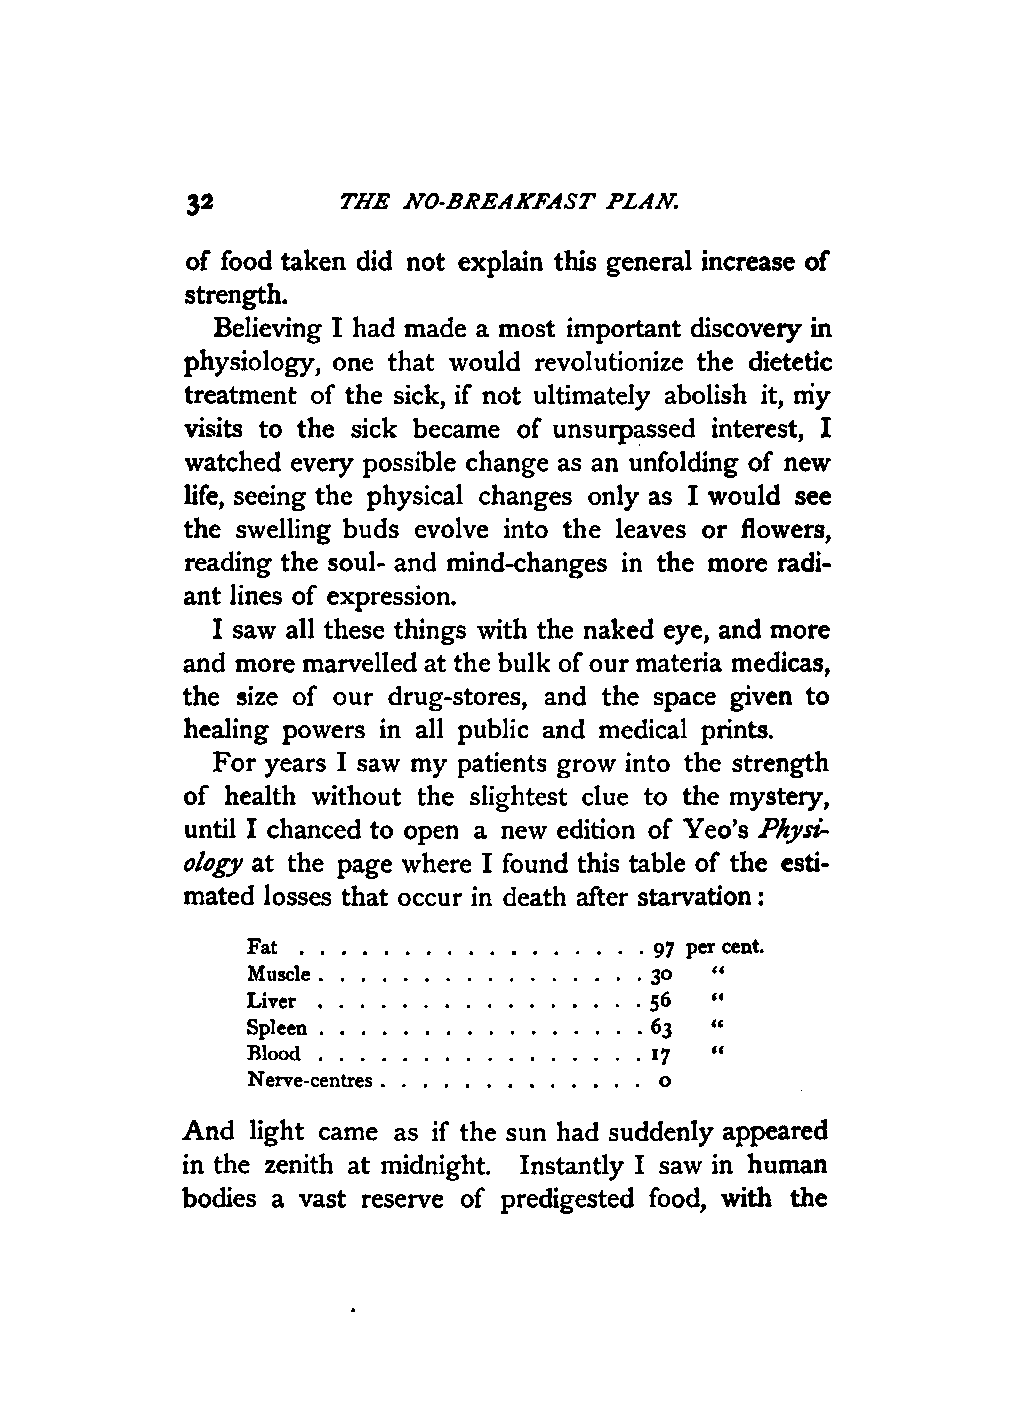 32 THE NO-BREAKFAST PLAN.
of food taken did not explain this general increase of
strength.
Believing I had made a most important discovery in
physiology, one that would revolutionize the dietetic
treatment of the sick, if not ultimately abolish it, my
visits to the sick became of unsurpassed interest, I
watched every possible change as an unfolding of new
life, seeing the physical changes only as I would see
the swelling buds evolve into the leaves or flowers,
reading the soul- and mind-changes in the more radi-
ant lines of expression.
I saw all these things with the naked eye, and more
and more marvelled at the bulk of our materia medicas,
the size of our drug-stores, and the space given to
healing powers in all public and medical prints.
For years I saw my patients grow into the strength
of health without the slightest clue to the mystery,
until I chanced to open a new edition of Yeo's Physi-
ology at the page where I found this table of the esti-
mated losses that occur in death after starvation:
Fat . . . . . . . . . . . . . . . . . 97 per cent.
Muscle . . . . . . . . . . . . . . . . 30 "
Liver . . . . . . . . . . . . . . . . 56 "
Spleen . . . . . . . . . . . . . . . . 63 "
Blood . . . . . . . . . . . . . . . . 17 "
Nerve-centres . . . . . . . . . . . . . 0
And light came as if the sun had suddenly appeared
in the zenith at midnight. Instantly I saw in human
bodies a vast reserve of predigested food, with the